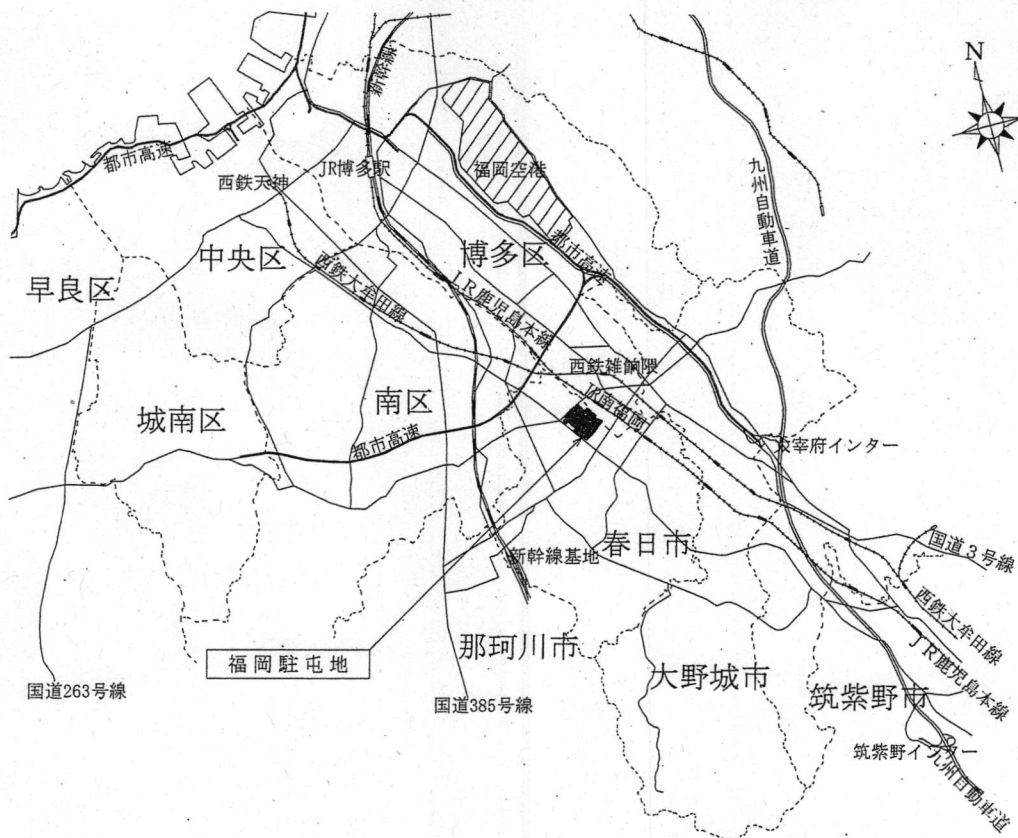 N
新幹線
都市高速
西鉄天神
JR博多駅
福岡空港
九州自動車道
早良区
中央区
博多区
都市高速
西鉄大牟田線
JR鹿児島本線
西鉄雑餉隈
JR南福岡
城南区
南区
都市高速
太宰府インター
国道3号線
新幹線基地
春日市
西鉄大牟田線
JR鹿児島本線
福岡駐屯地
那珂川市
大野城市
筑紫野市
国道263号線
国道385号線
筑紫野インター
九州自動車道